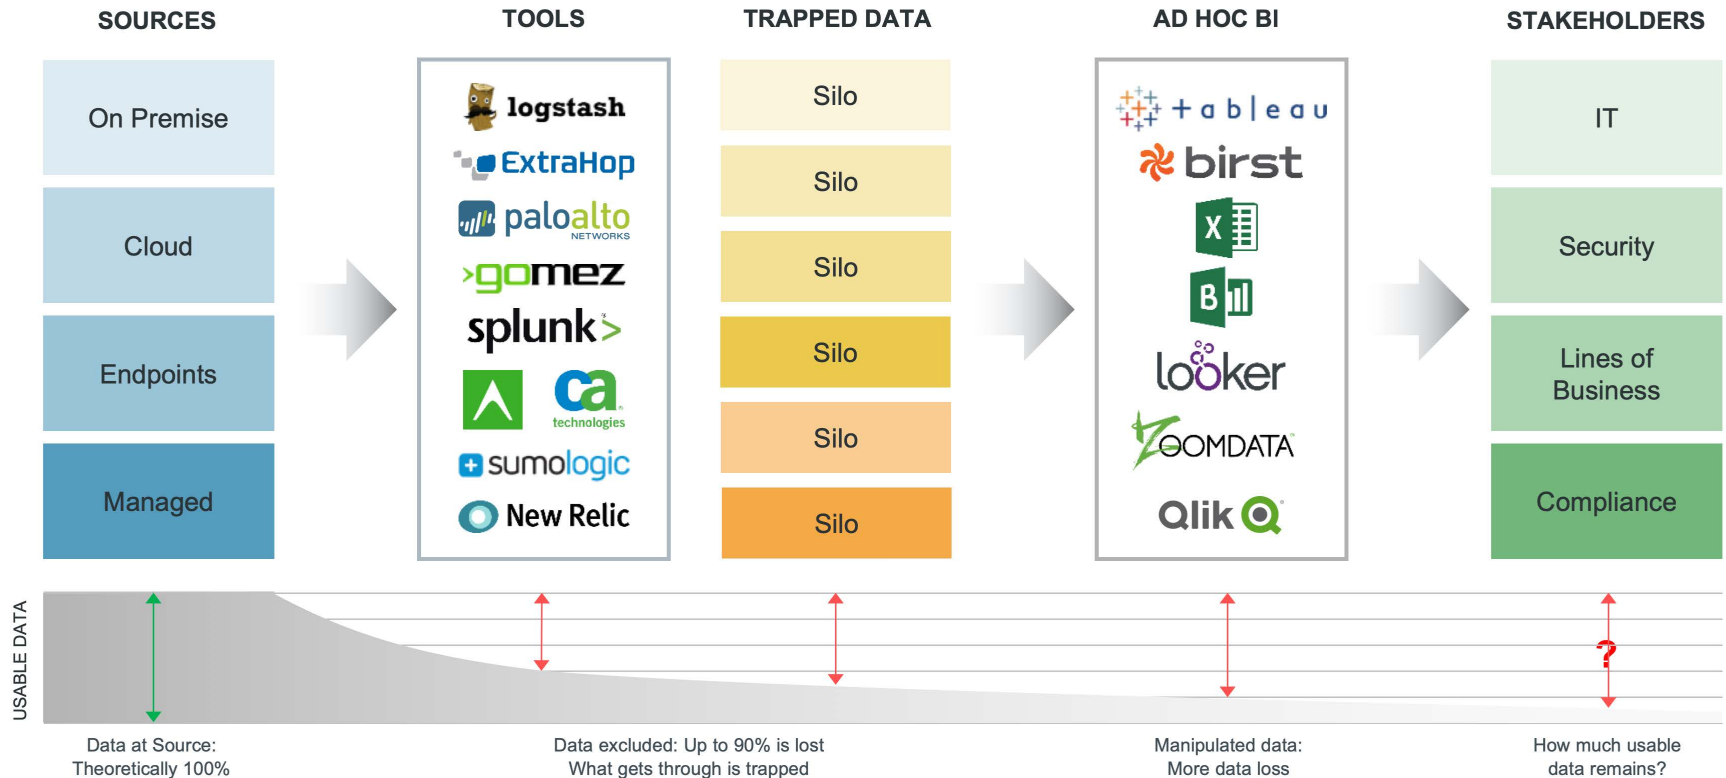 SOURCES
TOOLS
TRAPPED DATA
AD HOC BI
STAKEHOLDERS
On Premise
Cloud
Endpoints
Managed
logstash
ExtraHop
paloalto
NETWORKS
>gomez
splunk>
ca
technologies
sumologic
New Relic
Silo
Silo
Silo
Silo
Silo
Silo
+ableau
birst
X
B
looker
ZOOMDATA™
Qlik
IT
Security
Lines of
Business
Compliance
USABLE DATA
?
Data at Source:
Theoretically 100%
Data excluded: Up to 90% is lost
What gets through is trapped
Manipulated data:
More data loss
How much usable
data remains?